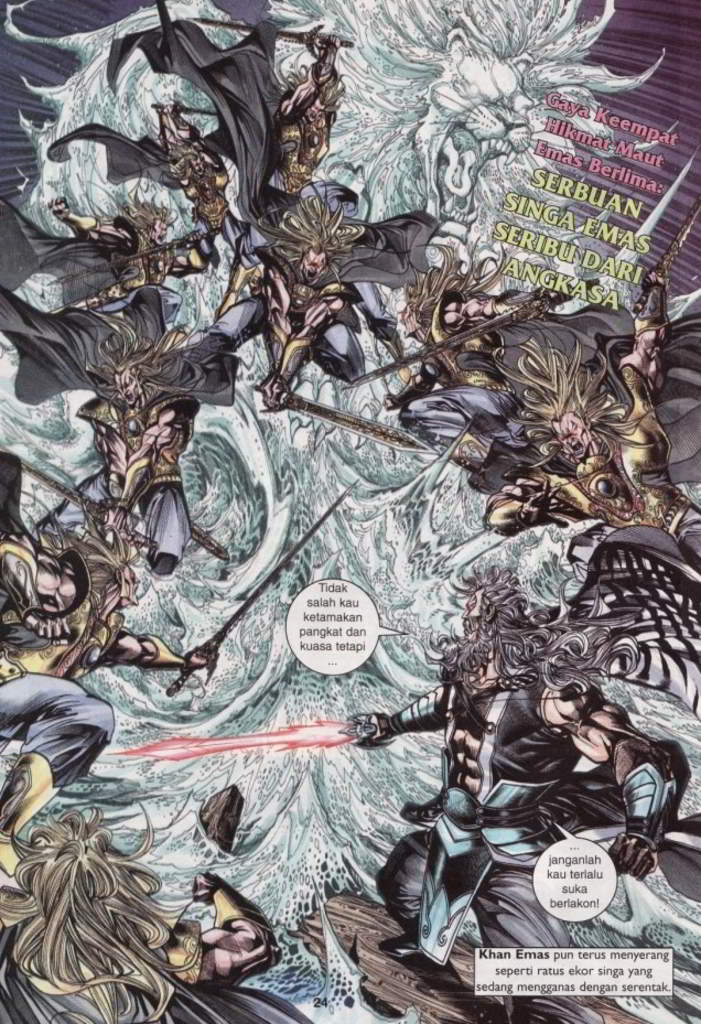 Gaya Keempat
Hikmat Maut
Emas Berlima:
SERBUAN
SINGA EMAS
SERIBU DARI
ANGKASA
Tidak
salah kau
ketamakan
pangkat dan
kuasa tetapi
...
...
janganlah
kau terlalu
suka
berlakon!
Khan Emas pun terus menyerang
seperti ratus ekor singa yang
sedang mengganas dengan serentak.
24